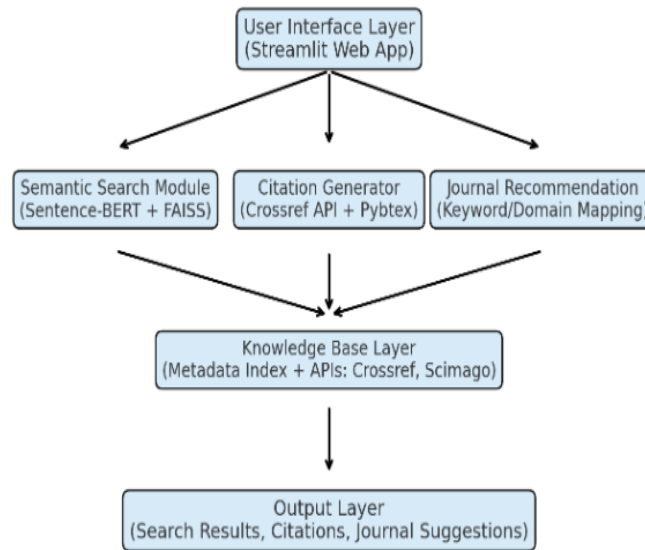 User Interface Layer
(Streamlit Web App)
Semantic Search Module
(Sentence-BERT + FAISS)
Citation Generator
(Crossref API + Pybtex)
Journal Recommendation
(Keyword/Domain Mapping)
Knowledge Base Layer
(Metadata Index + APIs: Crossref, Scimago)
Output Layer
(Search Results, Citations, Journal Suggestions)